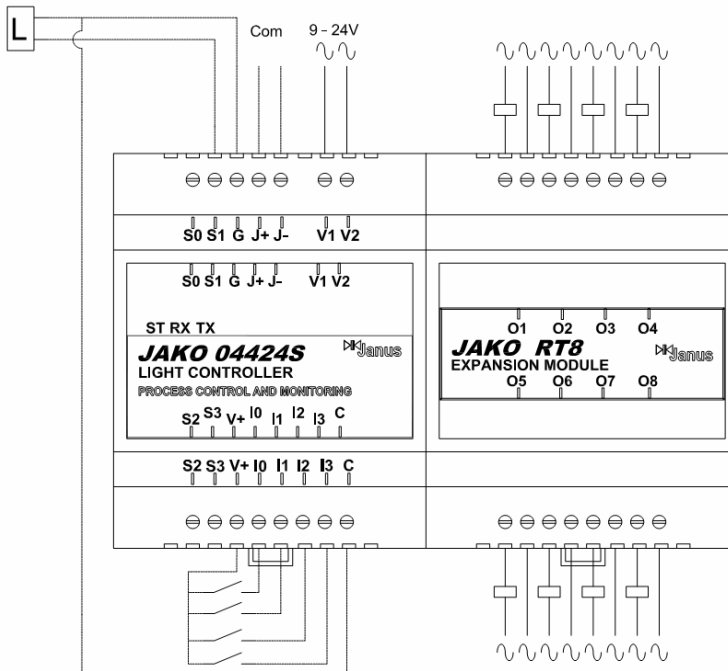 L
Com 9 - 24V
S0 S1 G J+ J- V1 V2
S0 S1 G J+ J- V1 V2
ST RX TX
JAKO 04424S Janus
LIGHT CONTROLLER
PROCESS CONTROL AND MONITORING
S2 S3 V+ I0 I1 I2 I3 C
S2 S3 V+ I0 I1 I2 I3 C
O1 O2 O3 O4
JAKO RT8 Janus
EXPANSION MODULE
O5 O6 O7 O8